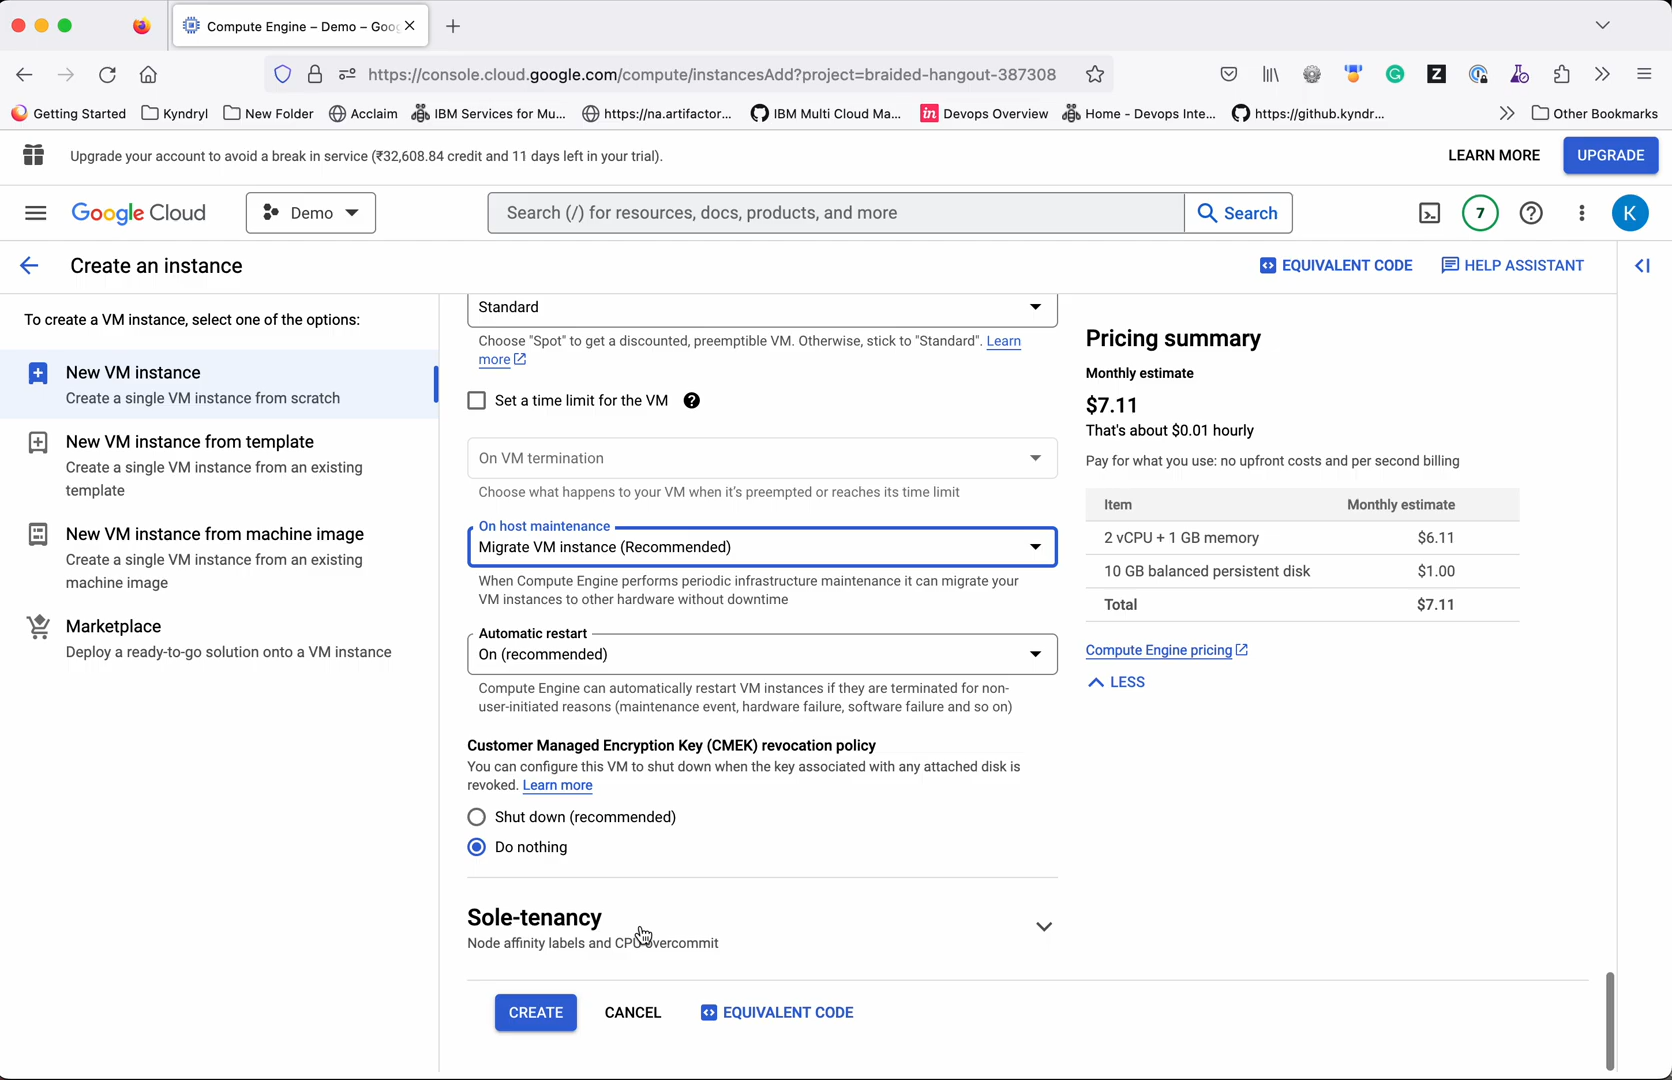 Compute Engine – Demo – Goo
https://console.cloud.google.com/compute/instancesAdd?project=braided-hangout-387308
Getting Started
Kyndryl
New Folder
Acclaim
IBM Services for Mu...
https://na.artifactor...
IBM Multi Cloud Ma...
in
Devops Overview
Home - Devops Inte...
https://github.kyndr...
Other Bookmarks
Upgrade your account to avoid a break in service (₹32,608.84 credit and 11 days left in your trial).
LEARN MORE
UPGRADE
Google Cloud
Demo
Search (/) for resources, docs, products, and more
Search
7
K
Create an instance
EQUIVALENT CODE
HELP ASSISTANT
To create a VM instance, select one of the options:
New VM instance
Create a single VM instance from scratch
New VM instance from template
Create a single VM instance from an existing
template
New VM instance from machine image
Create a single VM instance from an existing
machine image
Marketplace
Deploy a ready-to-go solution onto a VM instance
Standard
Choose "Spot" to get a discounted, preemptible VM. Otherwise, stick to "Standard". Learn
more
Set a time limit for the VM
On VM termination
Choose what happens to your VM when it's preempted or reaches its time limit
On host maintenance
Migrate VM instance (Recommended)
When Compute Engine performs periodic infrastructure maintenance it can migrate your
VM instances to other hardware without downtime
Automatic restart
On (recommended)
Compute Engine can automatically restart VM instances if they are terminated for non-
user-initiated reasons (maintenance event, hardware failure, software failure and so on)
Customer Managed Encryption Key (CMEK) revocation policy
You can configure this VM to shut down when the key associated with any attached disk is
revoked. Learn more
Shut down (recommended)
Do nothing
Sole-tenancy
Node affinity labels and CPU overcommit
CREATE
CANCEL
EQUIVALENT CODE
Pricing summary
Monthly estimate
$7.11
That's about $0.01 hourly
Pay for what you use: no upfront costs and per second billing
Item Monthly estimate
2 vCPU + 1 GB memory $6.11
10 GB balanced persistent disk $1.00
Total $7.11
Compute Engine pricing
LESS